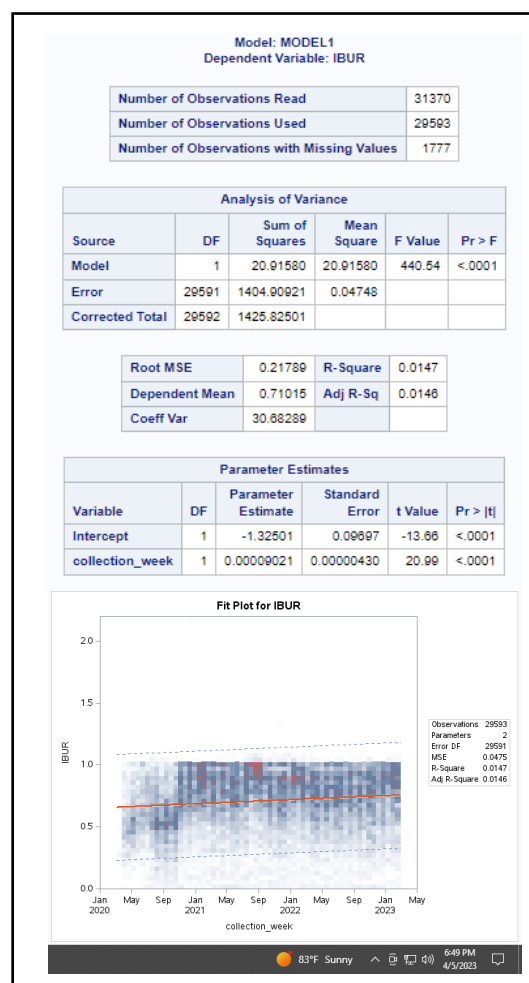 Model: MODEL1
Dependent Variable: IBUR
Number of Observations Read 31370
Number of Observations Used 29593
Number of Observations with Missing Values 1777
Analysis of Variance
Source DF Sum of Squares Mean Square F Value Pr > F
Model 1 20.91580 20.91580 440.54 <.0001
Error 29591 1404.90921 0.04748
Corrected Total 29592 1425.82501
Root MSE 0.21789 R-Square 0.0147
Dependent Mean 0.71015 Adj R-Sq 0.0146
Coeff Var 30.68289
Parameter Estimates
Variable DF Parameter Estimate Standard Error t Value Pr > |t|
Intercept 1 -1.32501 0.09697 -13.66 <.0001
collection_week 1 0.00009021 0.00000430 20.99 <.0001
Fit Plot for IBUR
2.0
1.5
1.0
0.5
0.0
IBUR
Jan May Sep Jan May Sep Jan May Sep Jan May
2020 2021 2022 2023
collection_week
Observations 29593
Parameters 2
Error DF 29591
MSE 0.0475
R-Square 0.0147
Adj R-Square 0.0146
83°F Sunny
6:49 PM
4/5/2023